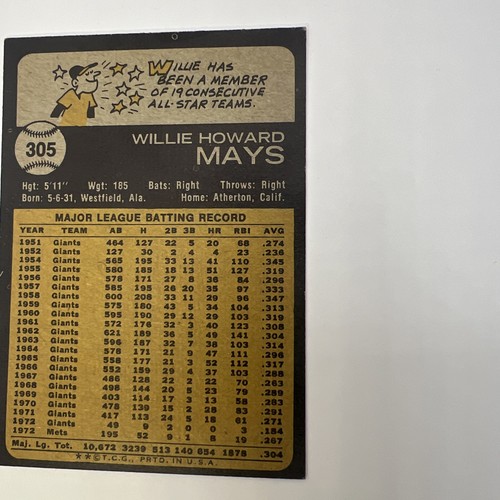 WILLIE HAS
BEEN A MEMBER
OF 19 CONSECUTIVE
ALL-STAR TEAMS.
305
WILLIE HOWARD
MAYS
Hgt: 5'11" Wgt: 185 Bats: Right Throws: Right
Born: 5-6-31, Westfield, Ala. Home: Atherton, Calif.
MAJOR LEAGUE BATTING RECORD
YEAR TEAM AB H 2B 3B HR RBI AVG
1951 Giants 464 127 22 5 20 68 .274
1952 Giants 127 30 2 4 4 23 .236
1954 Giants 565 195 33 13 41 110 .345
1955 Giants 580 185 18 13 51 127 .319
1956 Giants 578 171 27 8 36 84 .296
1957 Giants 585 195 26 20 35 97 .333
1958 Giants 600 208 33 11 29 96 .347
1959 Giants 575 180 43 5 34 104 .313
1960 Giants 595 190 29 12 29 103 .319
1961 Giants 572 176 32 3 40 123 .308
1962 Giants 621 189 36 5 49 141 .304
1963 Giants 596 187 32 7 38 103 .314
1964 Giants 578 171 21 9 47 111 .296
1965 Giants 558 177 21 3 52 112 .317
1966 Giants 552 159 29 4 37 103 .288
1967 Giants 486 128 22 2 22 70 .263
1968 Giants 498 144 20 5 23 79 .289
1969 Giants 403 114 17 3 13 58 .283
1970 Giants 478 139 15 2 28 83 .291
1971 Giants 417 113 24 5 18 61 .271
1972 Giants 49 9 2 0 0 3 .184
1972 Mets 195 52 9 1 8 19 .267
Maj. Lg. Tot. 10,672 3239 513 140 654 1878 .304
**© T.C.G., PRTD. IN U.S.A.